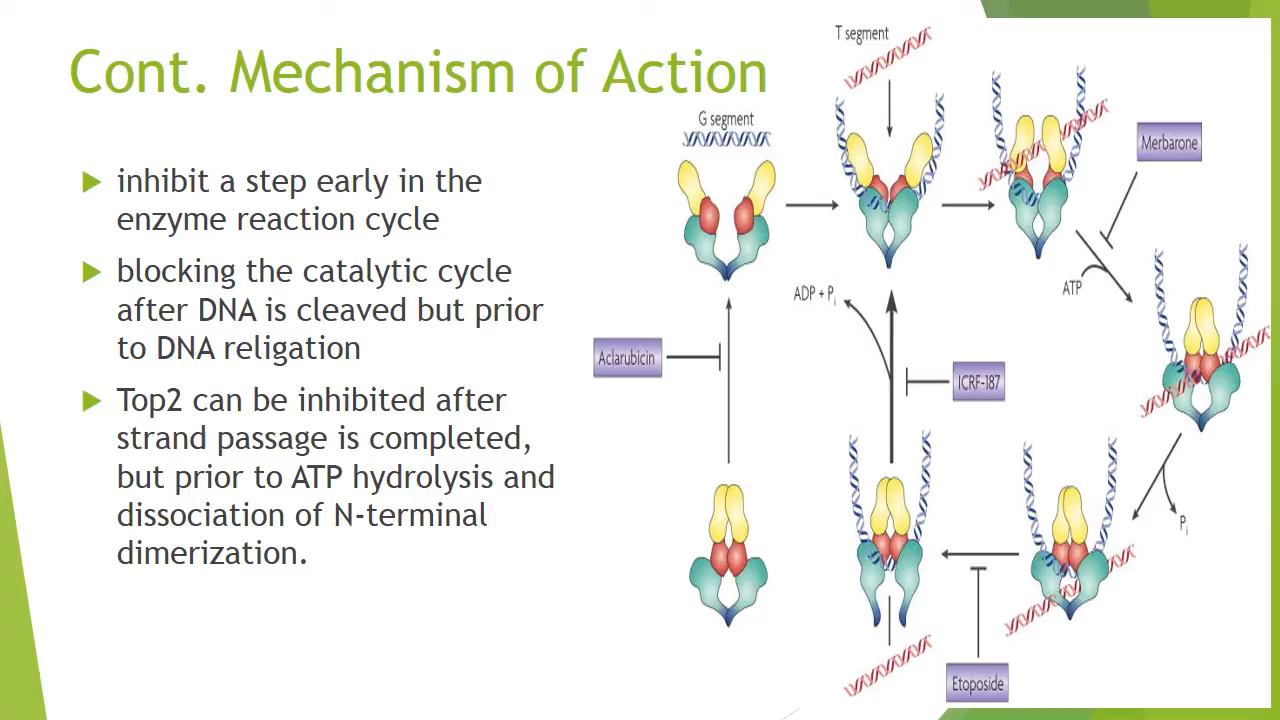 Cont. Mechanism of Action
▶ inhibit a step early in the
enzyme reaction cycle
▶ blocking the catalytic cycle
after DNA is cleaved but prior
to DNA religation
▶ Top2 can be inhibited after
strand passage is completed,
but prior to ATP hydrolysis and
dissociation of N-terminal
dimerization.
T segment
G segment
Merbarone
ATP
ADP + Pi
Aclarubicin
ICRF-187
Pi
Etoposide